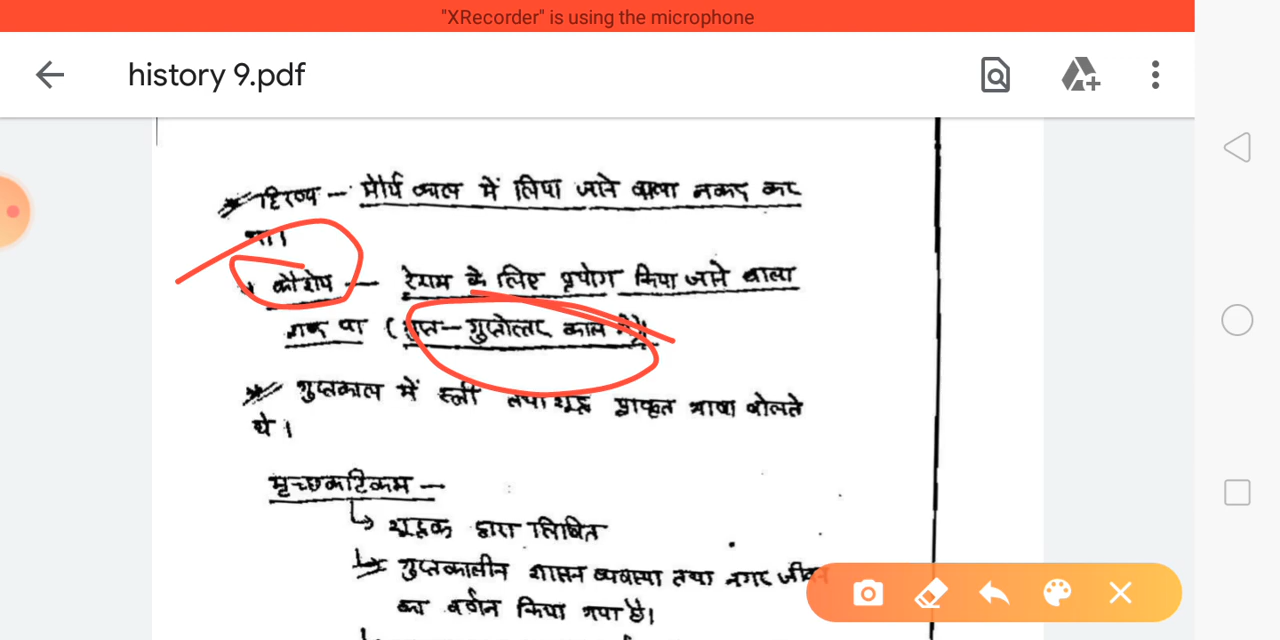 "XRecorder" is using the microphone
history 9.pdf
हिरण्य - मौर्य काल में लिया जाने वाला नकद कर
था।
कौशेय - रेशम के लिए प्रयोग किया जाने वाला
शब्द था (गुप्त-गुप्तोत्तर काल में)।
गुप्तकाल में स्त्री तथा शूद्र प्राकृत भाषा बोलते
थे।
मृच्छकटिकम -
↳ शूद्रक द्वारा लिखित
↳ गुप्तकालीन शासन व्यवस्था तथा नगर जीवन
का वर्णन किया गया है।